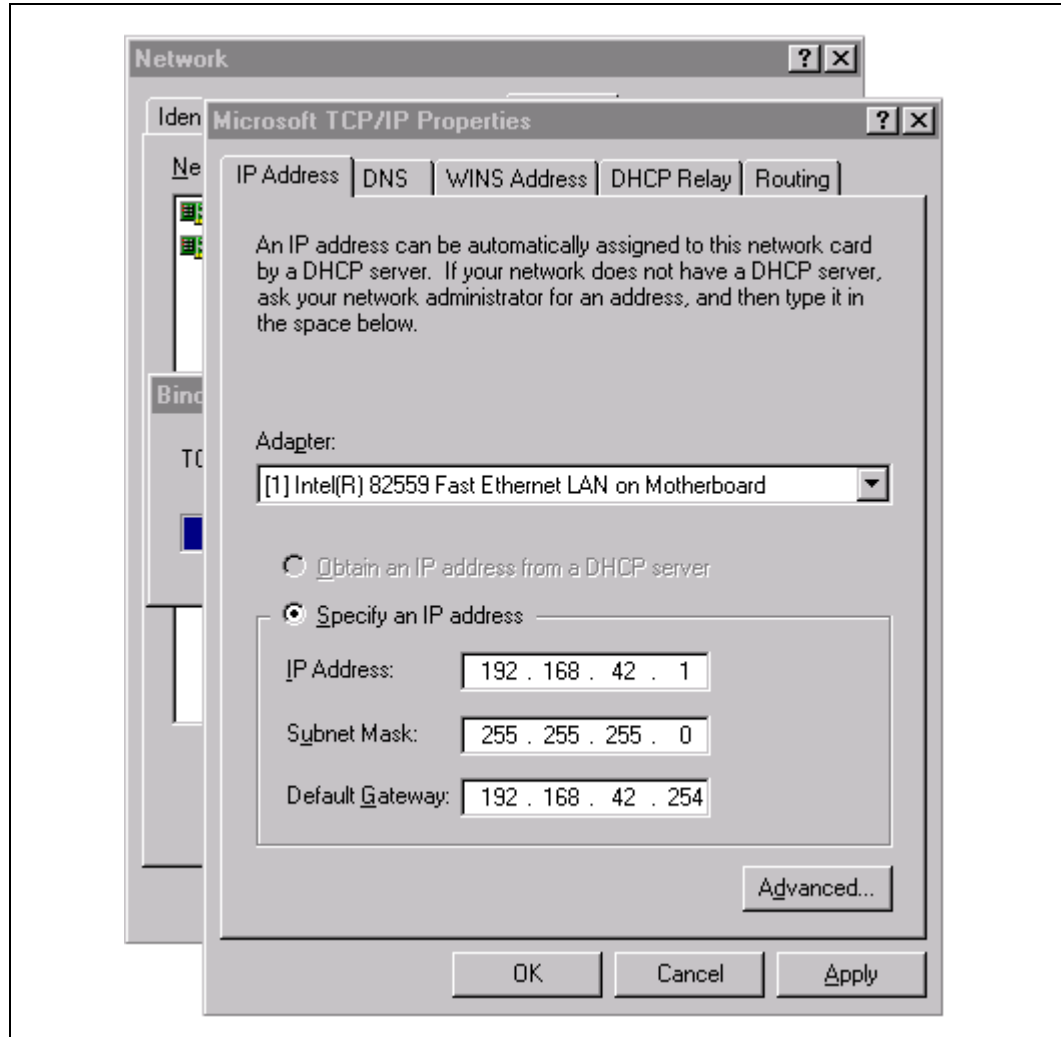 Network
Iden
Microsoft TCP/IP Properties
Ne
IP Address DNS WINS Address DHCP Relay Routing
An IP address can be automatically assigned to this network card
by a DHCP server. If your network does not have a DHCP server,
ask your network administrator for an address, and then type it in
the space below.
Bind
TC
Adapter:
[1] Intel(R) 82559 Fast Ethernet LAN on Motherboard
Obtain an IP address from a DHCP server
Specify an IP address
IP Address: 192 . 168 . 42 . 1
Subnet Mask: 255 . 255 . 255 . 0
Default Gateway: 192 . 168 . 42 . 254
Advanced...
OK Cancel Apply